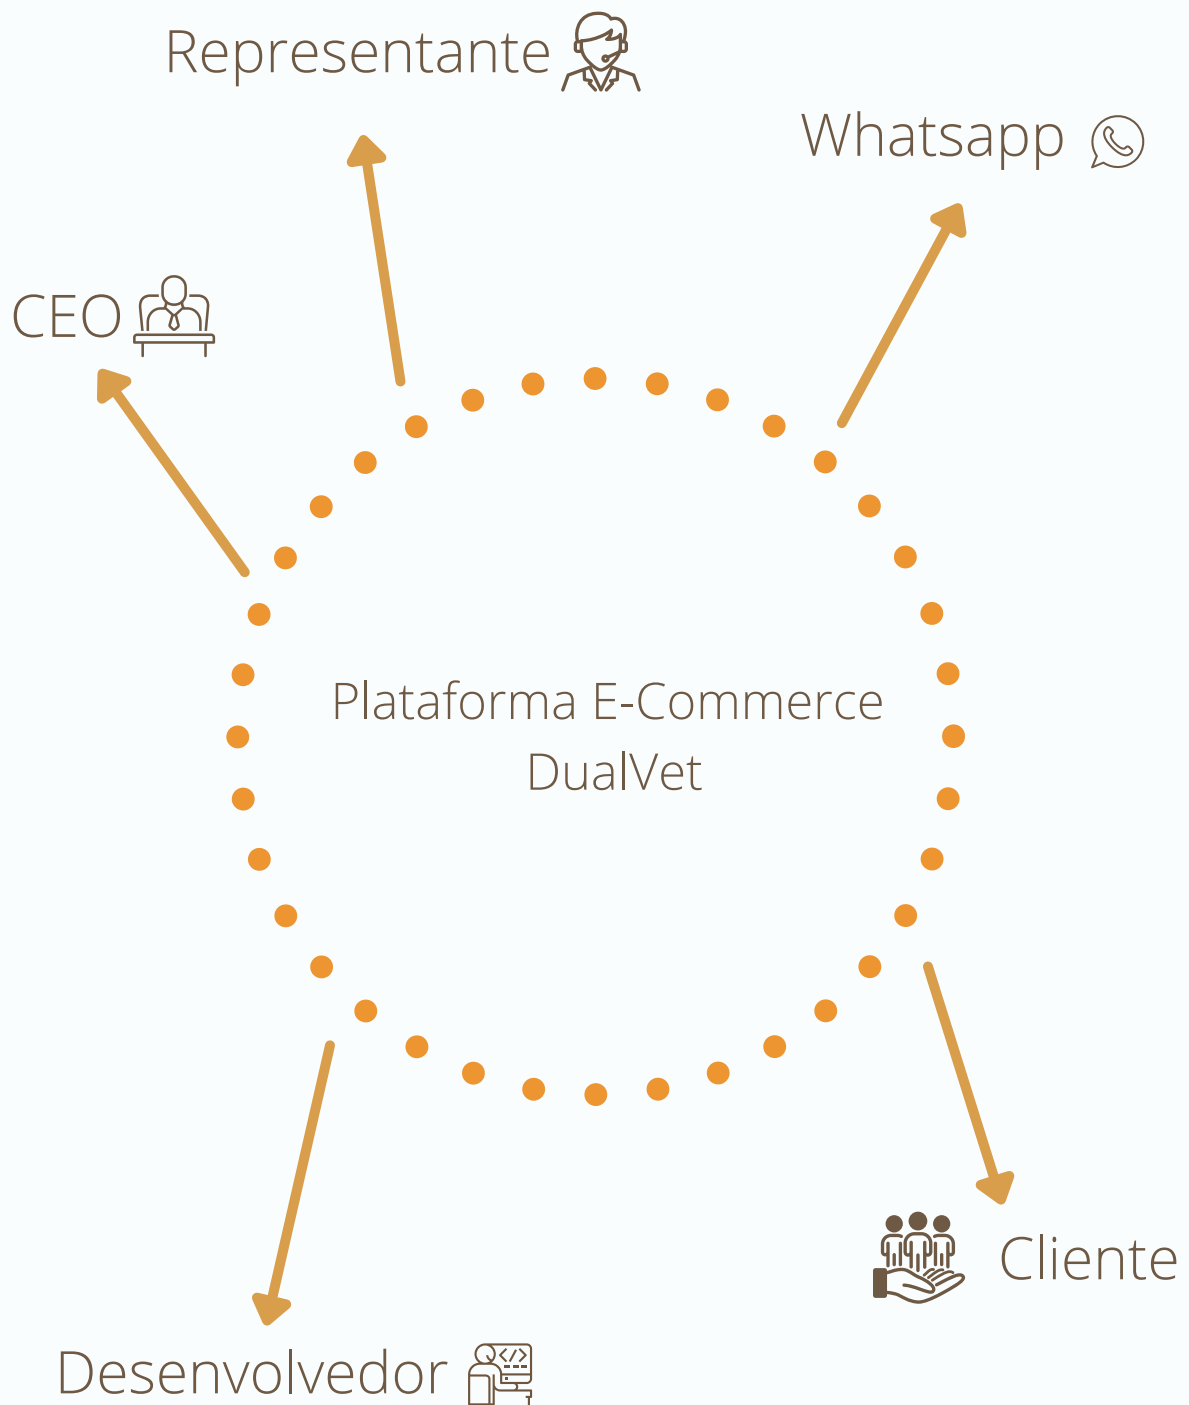 Representante
Whatsapp
CEO
Plataforma E-Commerce
DualVet
Cliente
Desenvolvedor